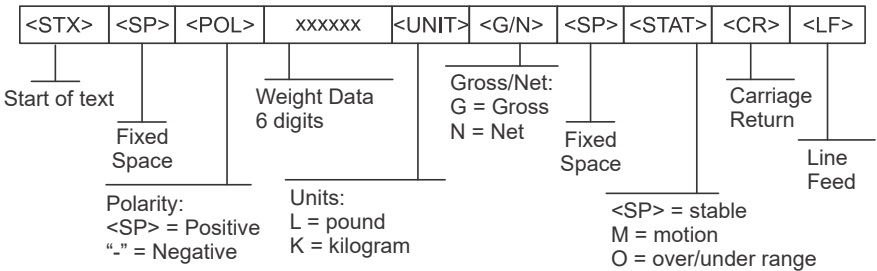 <STX> <SP> <POL> xxxxxx <UNIT> <G/N> <SP> <STAT> <CR> <LF>
Start of text
Fixed
Space
Polarity:
<SP> = Positive
“-” = Negative
Weight Data
6 digits
Units:
L = pound
K = kilogram
Gross/Net:
G = Gross
N = Net
Fixed
Space
<SP> = stable
M = motion
O = over/under range
Carriage
Return
Line
Feed